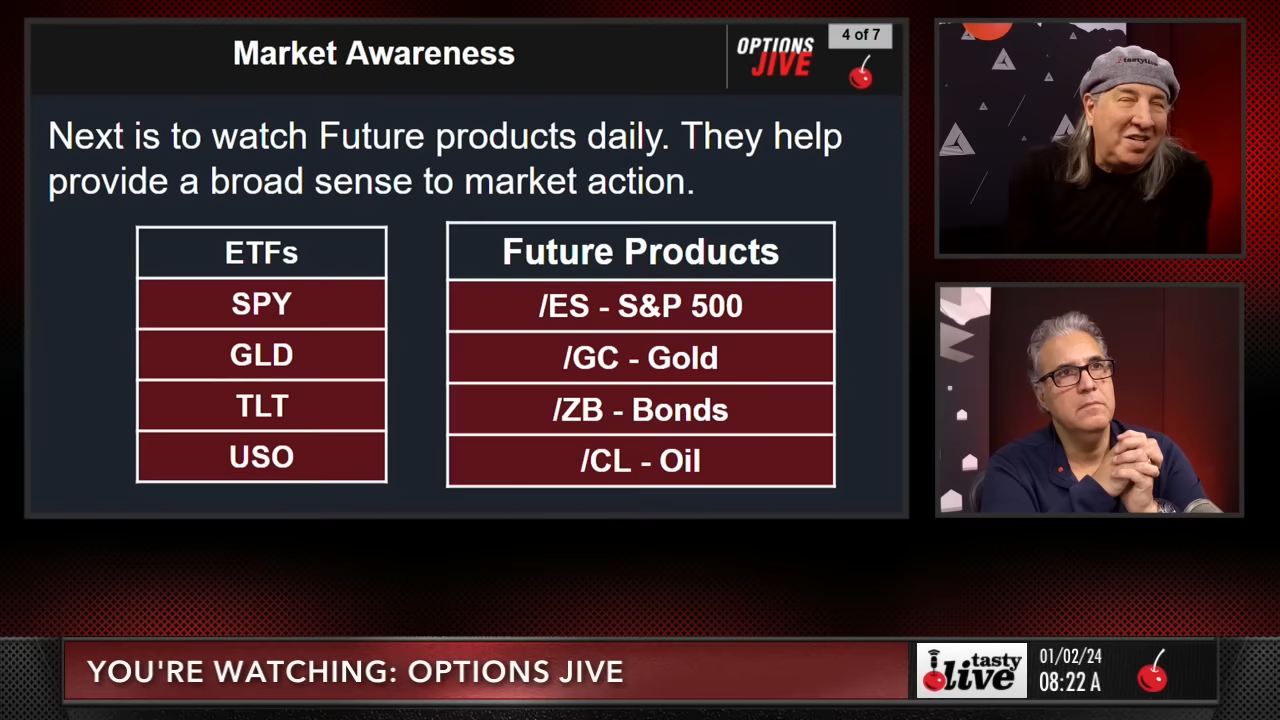 Market Awareness
OPTIONS
JIVE
4 of 7
Next is to watch Future products daily. They help
provide a broad sense to market action.
ETFs
SPY
GLD
TLT
USO
Future Products
/ES - S&P 500
/GC - Gold
/ZB - Bonds
/CL - Oil
tastylive
YOU'RE WATCHING: OPTIONS JIVE
tasty
live
01/02/24
08:22 A